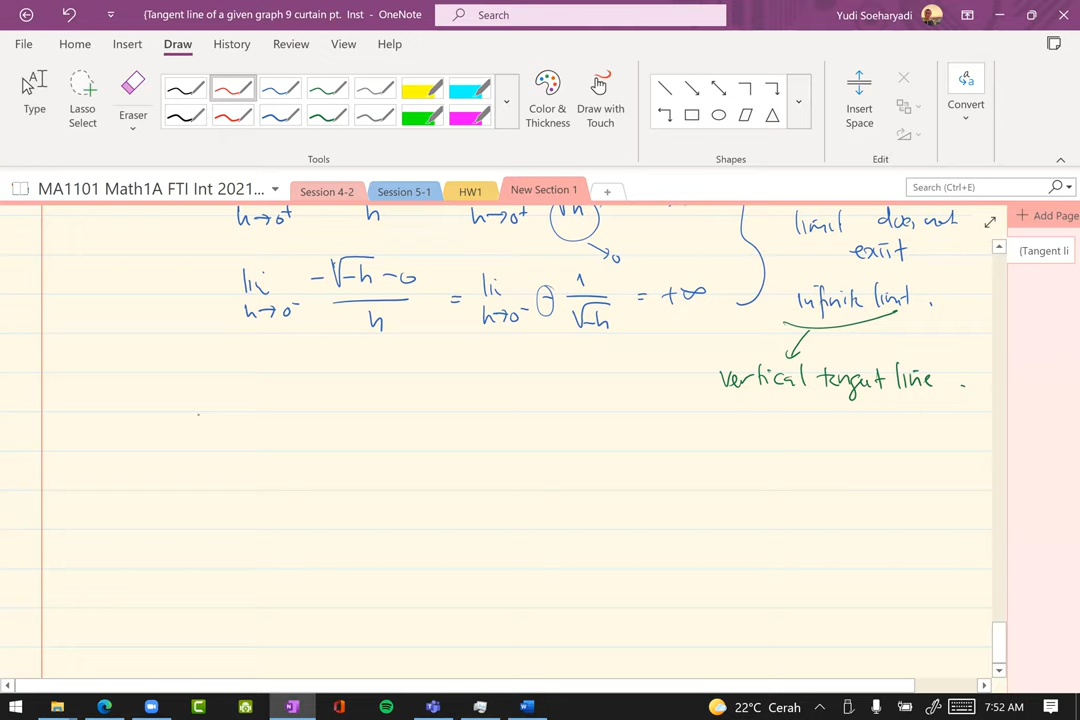 {Tangent line of a given graph 9 curtain pt. Inst - OneNote
Search
Yudi Soeharyadi
File Home Insert Draw History Review View Help
Type
Lasso Select
Eraser
Color & Thickness
Draw with Touch
Insert Space
Convert
Tools
Shapes
Edit
MA1101 Math1A FTI Int 2021...
Session 4-2
Session 5-1
HW1
New Section 1
Search (Ctrl+E)
Add Page
{Tangent li
h→0⁺ h h→0⁺ √h
→0
limit does not
exist
lim h→0⁻ (-√-h - 0)/h = lim h→0⁻ ⊖ 1/√-h = +∞
infinite limit.
vertical tangent line.
22°C Cerah
7:52 AM